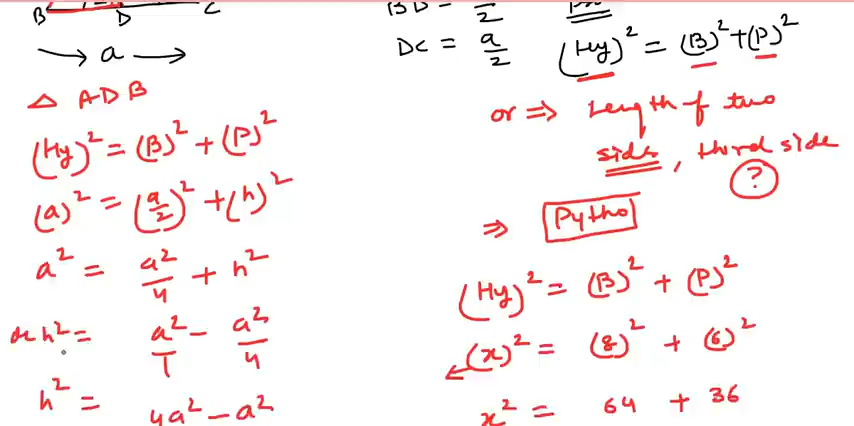 B D C
→ a →
△ ADB
(Hy)² = (B)² + (P)²
(a)² = (a/2)² + (h)²
a² = a²/4 + h²
h² = a²/1 - a²/4
h² = 4a² - a²
BD = a/2
DC = a/2
(Hy)² = (B)² + (P)²
or ⇒ Length of two
sides, third side
?
⇒ Pytho
(Hy)² = (B)² + (P)²
(x)² = (8)² + (6)²
x² = 64 + 36